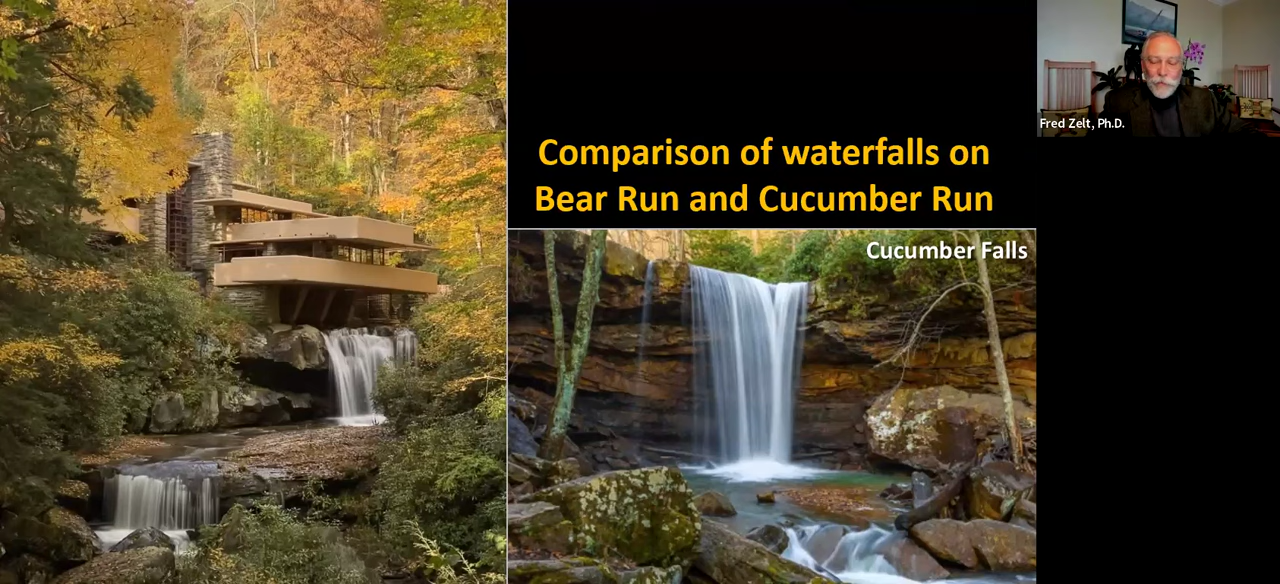 Comparison of waterfalls on
Bear Run and Cucumber Run
Cucumber Falls
Fred Zelt, Ph.D.